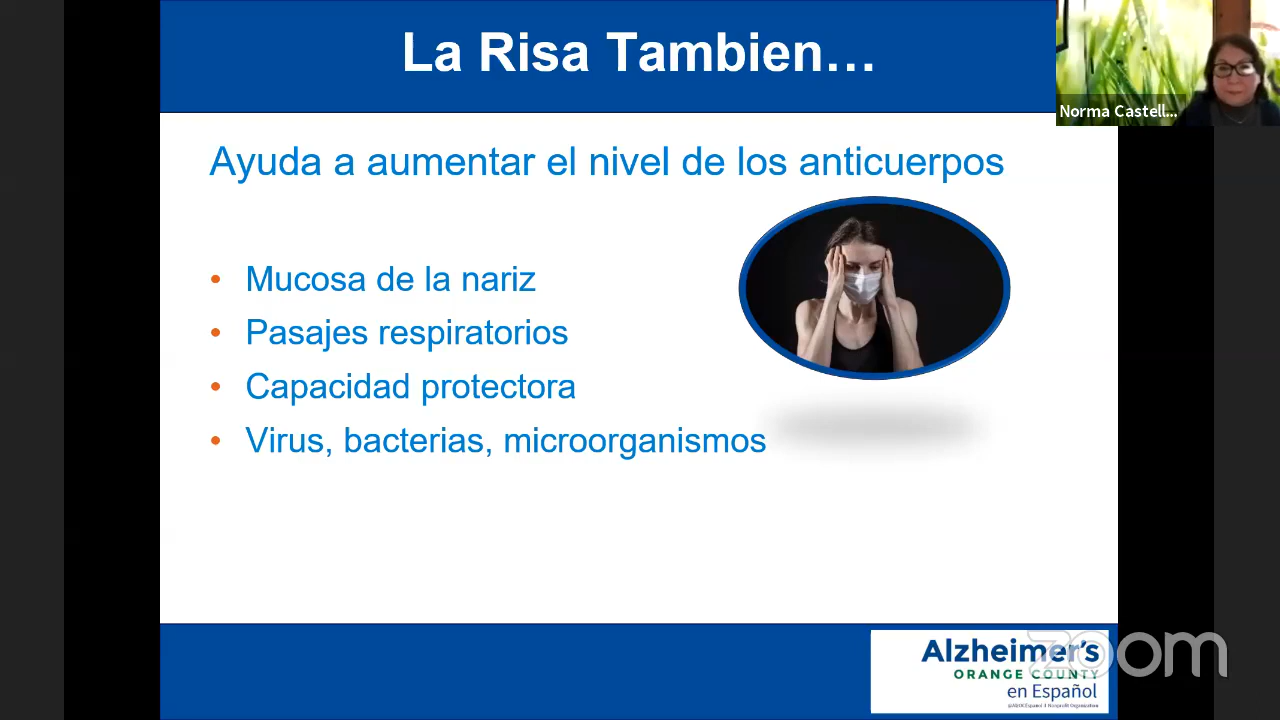 La Risa Tambien...
Norma Castell...
Ayuda a aumentar el nivel de los anticuerpos
• Mucosa de la nariz
• Pasajes respiratorios
• Capacidad protectora
• Virus, bacterias, microorganismos
Alzheimer's
ORANGE COUNTY
en Español
zoom